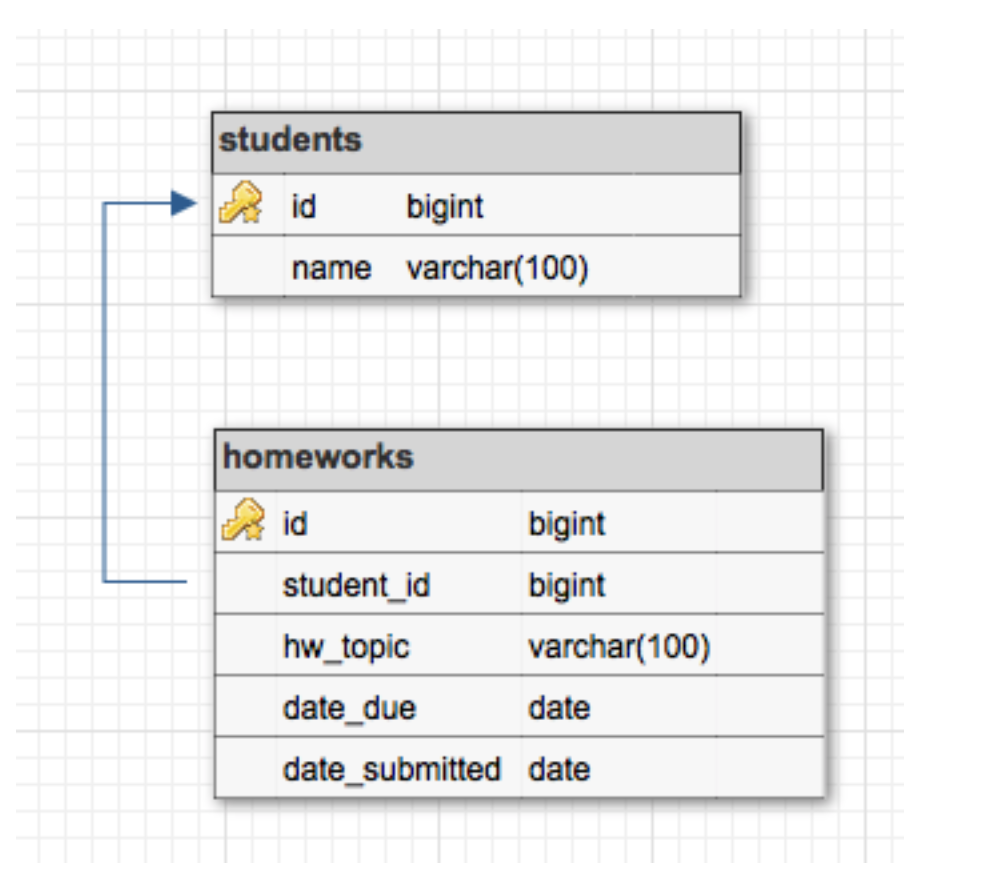 students
id bigint
name varchar(100)
homeworks
id bigint
student_id bigint
hw_topic varchar(100)
date_due date
date_submitted date